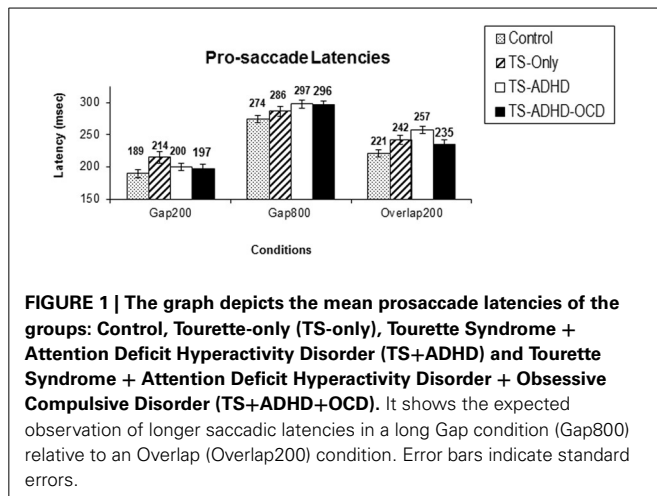 Pro-saccade Latencies
Control
TS-Only
TS-ADHD
TS-ADHD-OCD
Latency (msec)
300
250
200
150
189 214 200 197
274 286 297 296
221 242 257 235
Gap200 Gap800 Overlap200
Conditions
FIGURE 1 | The graph depicts the mean prosaccade latencies of the
groups: Control, Tourette-only (TS-only), Tourette Syndrome +
Attention Deficit Hyperactivity Disorder (TS+ADHD) and Tourette
Syndrome + Attention Deficit Hyperactivity Disorder + Obsessive
Compulsive Disorder (TS+ADHD+OCD). It shows the expected
observation of longer saccadic latencies in a long Gap condition (Gap800)
relative to an Overlap (Overlap200) condition. Error bars indicate standard
errors.